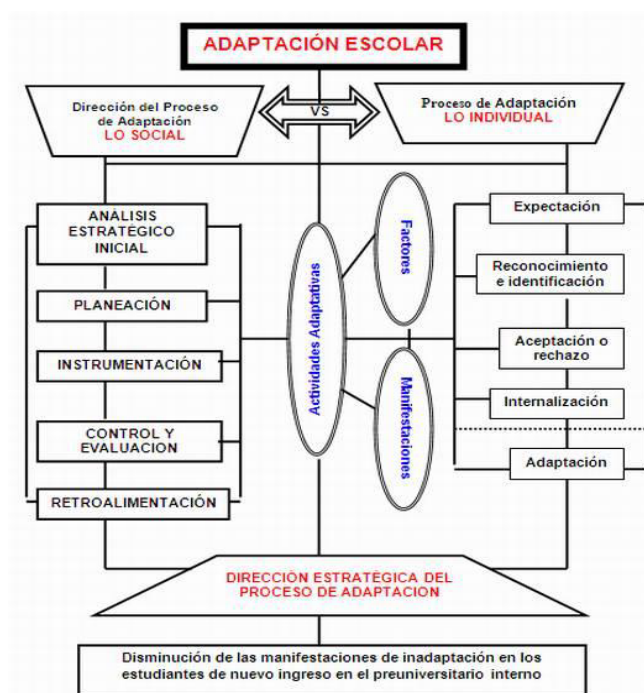 ADAPTACIÓN ESCOLAR
Dirección del Proceso
de Adaptación
LO SOCIAL
VS
Proceso de Adaptación
LO INDIVIDUAL
ANÁLISIS
ESTRATÉGICO
INICIAL
PLANEACIÓN
INSTRUMENTACIÓN
CONTROL Y
EVALUACION
RETROALIMENTACIÓN
Actividades Adaptativas
Factores
Manifestaciones
Expectación
Reconocimiento
e identificación
Aceptación o
rechazo
Internalización
Adaptación
DIRECCIÓN ESTRATÉGICA DEL
PROCESO DE ADAPTACION
Disminución de las manifestaciones de inadaptación en los
estudiantes de nuevo ingreso en el preuniversitario interno